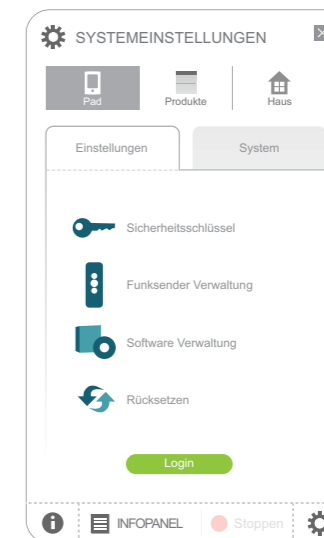 SYSTEMEINSTELLUNGEN
Pad Produkte Haus
Einstellungen System
Sicherheitsschlüssel
Funksender Verwaltung
Software Verwaltung
Rücksetzen
Login
INFOPANEL Stoppen